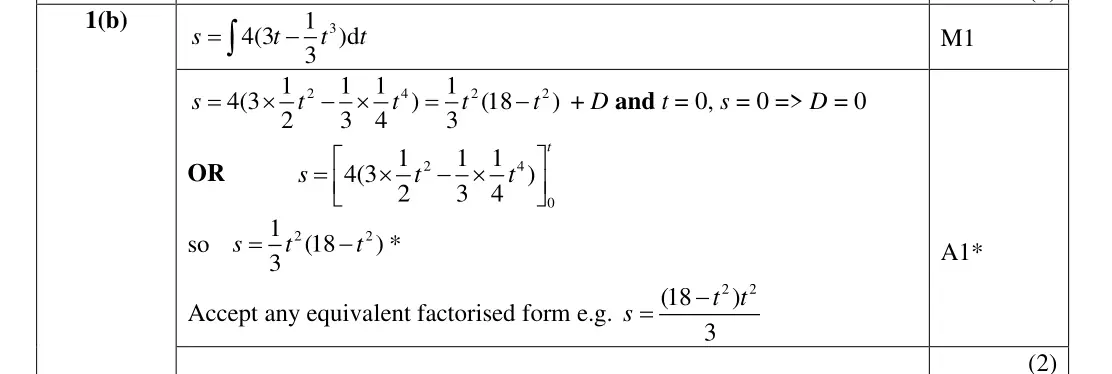 1(b)
s = ∫ 4(3t − 1/3 t³)dt
M1
s = 4(3 × 1/2 t² − 1/3 × 1/4 t⁴) = 1/3 t²(18 − t²) + D and t = 0, s = 0 => D = 0
OR s = [4(3 × 1/2 t² − 1/3 × 1/4 t⁴)]₀ᵗ
so s = 1/3 t²(18 − t²) *
A1*
Accept any equivalent factorised form e.g. s = (18 − t²)t²/3
(2)